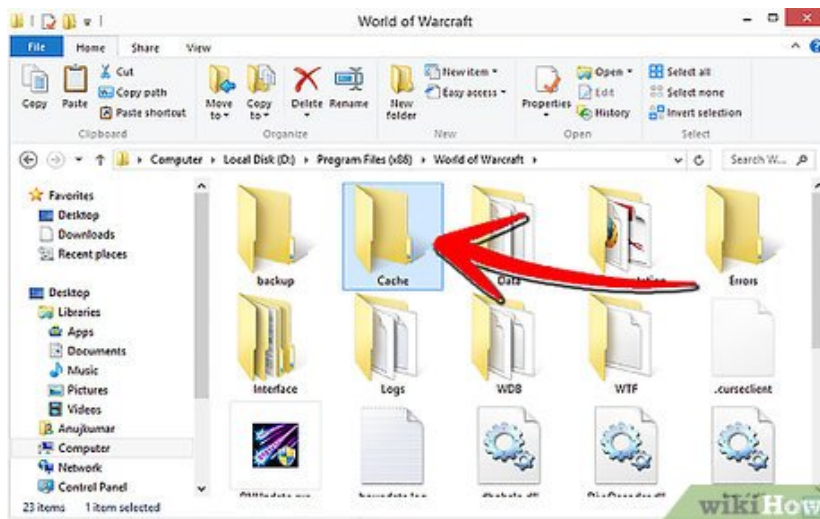 World of Warcraft
File Home Share View
Copy
Paste
Cut
Copy path
Paste shortcut
Move to
Copy to
Delete
Rename
New folder
New item
Easy access
Properties
Open
Edit
History
Select all
Select none
Invert selection
Clipboard Organize New Open Select
Computer Local Disk (D:) Program Files (x86) World of Warcraft
Search W...
Favorites
Desktop
Downloads
Recent places
Desktop
Libraries
Apps
Documents
Music
Pictures
Videos
Anujkumar
Computer
Network
Control Panel
backup Cache Data Errors
Interface Logs WDB WTF .curseclient
23 items 1 item selected
wikiHow